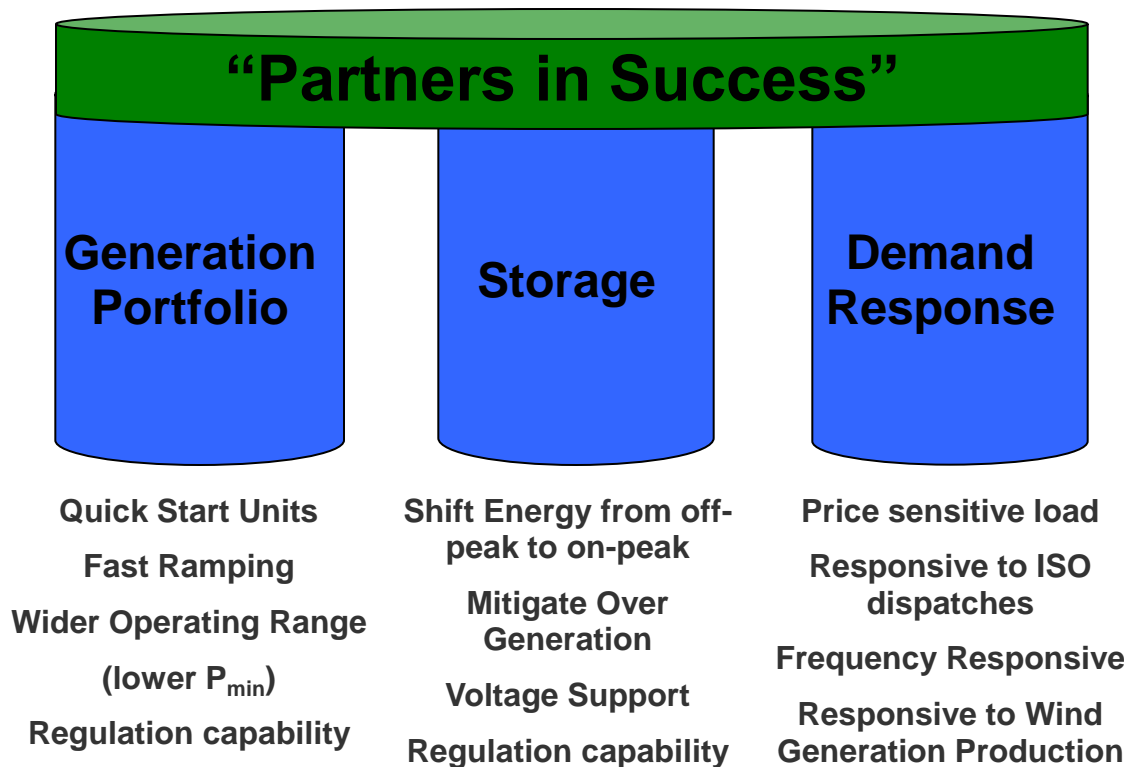 “Partners in Success”
Generation
Portfolio
Storage
Demand
Response
Quick Start Units
Fast Ramping
Wider Operating Range
(lower Pmin)
Regulation capability
Shift Energy from off-
peak to on-peak
Mitigate Over
Generation
Voltage Support
Regulation capability
Price sensitive load
Responsive to ISO
dispatches
Frequency Responsive
Responsive to Wind
Generation Production